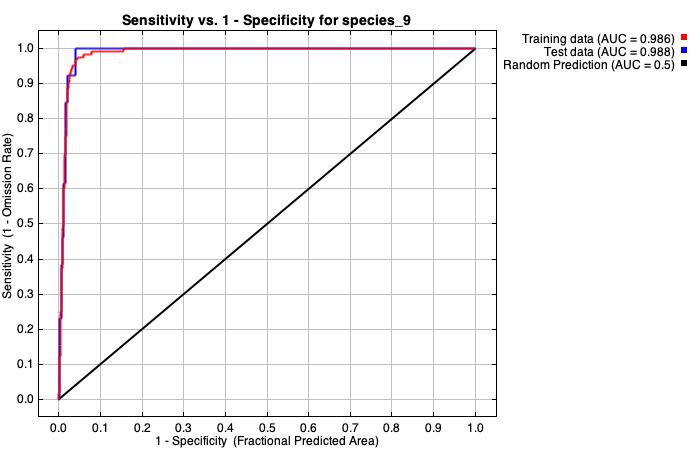 Sensitivity vs. 1 - Specificity for species_9
Training data (AUC = 0.986)
Test data (AUC = 0.988)
Random Prediction (AUC = 0.5)
Sensitivity (1 - Omission Rate)
1.0
0.9
0.8
0.7
0.6
0.5
0.4
0.3
0.2
0.1
0.0
0.0 0.1 0.2 0.3 0.4 0.5 0.6 0.7 0.8 0.9 1.0
1 - Specificity (Fractional Predicted Area)